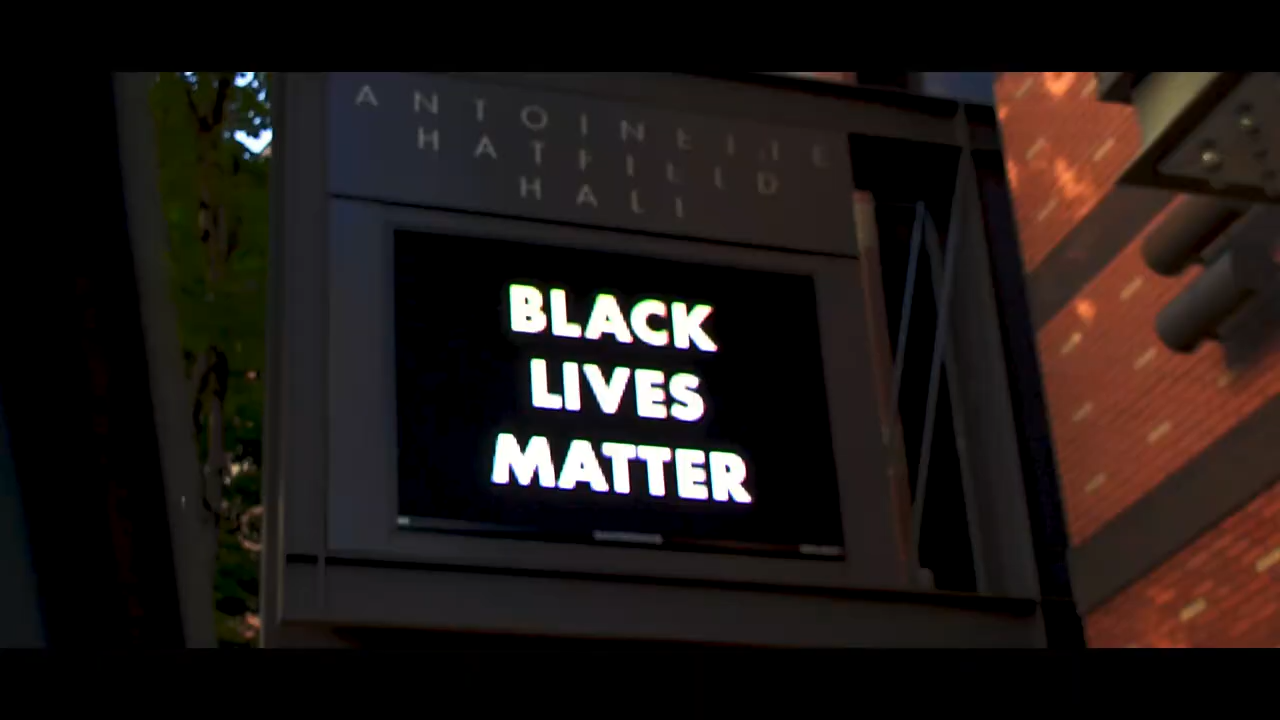 ANTOINETTE
HATFIELD
HALL
BLACK
LIVES
MATTER